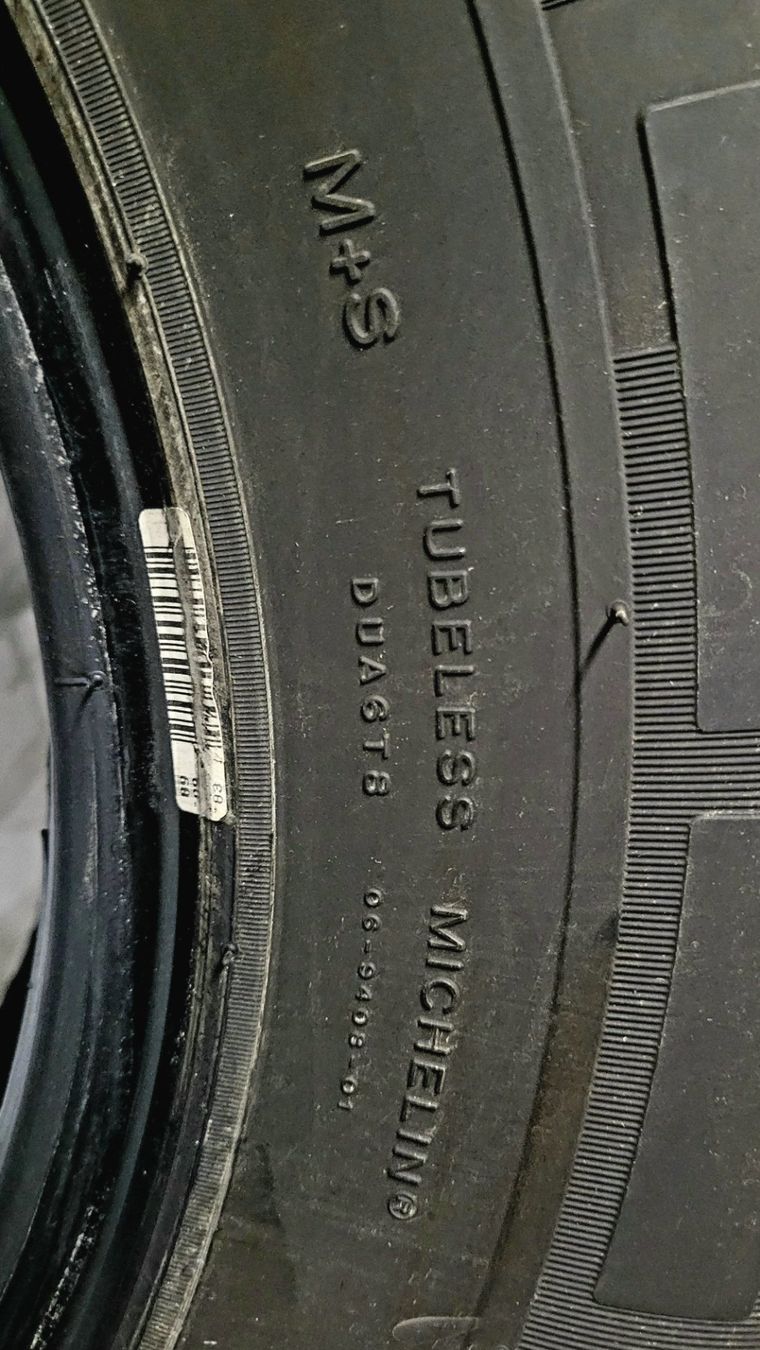 M+S
TUBELESS MICHELIN®
DUA6T8 06-9408-01